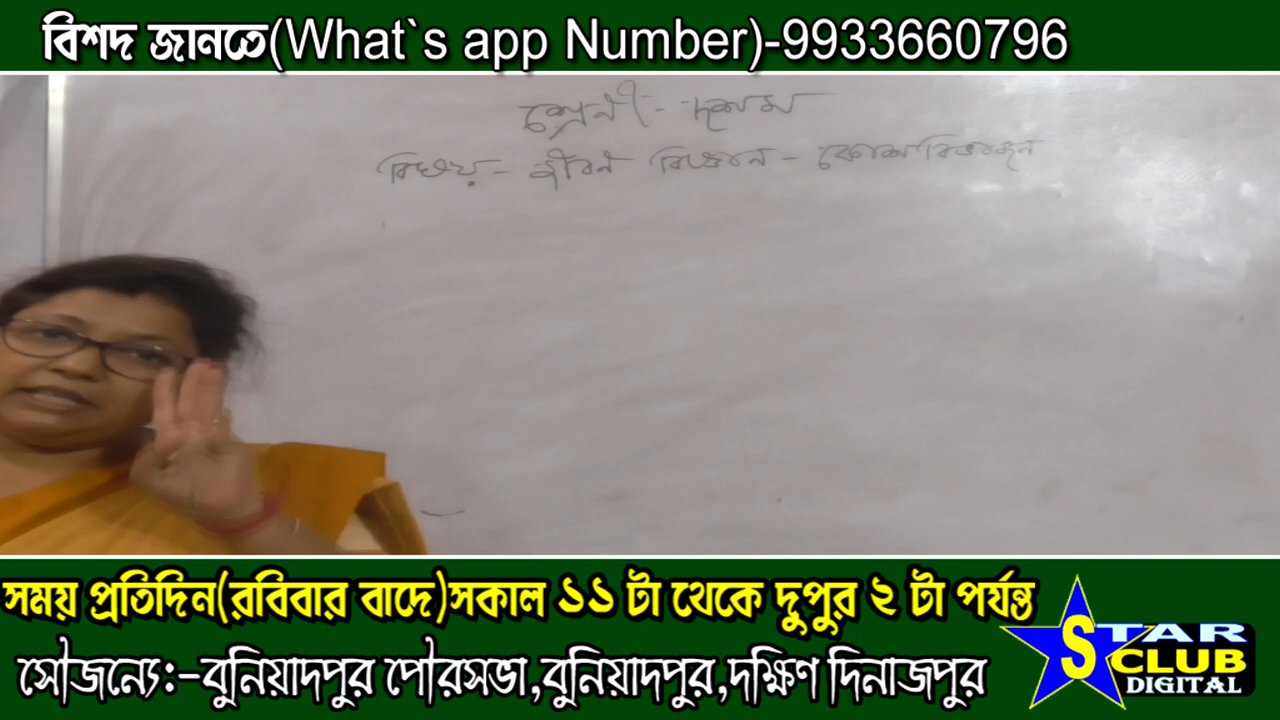 বিশদ জানতে(What`s app Number)-9933660796
শ্রেনী:- দশম
বিষয় - জীবন বিজ্ঞান - কোশ বিভাজন
সময় প্রতিদিন(রবিবার বাদে)সকাল ১১ টা থেকে দুপুর ২ টা পর্যন্ত
সৌজন্যে:-বুনিয়াদপুর পৌরসভা,বুনিয়াদপুর,দক্ষিণ দিনাজপুর
STAR
CLUB
DIGITAL